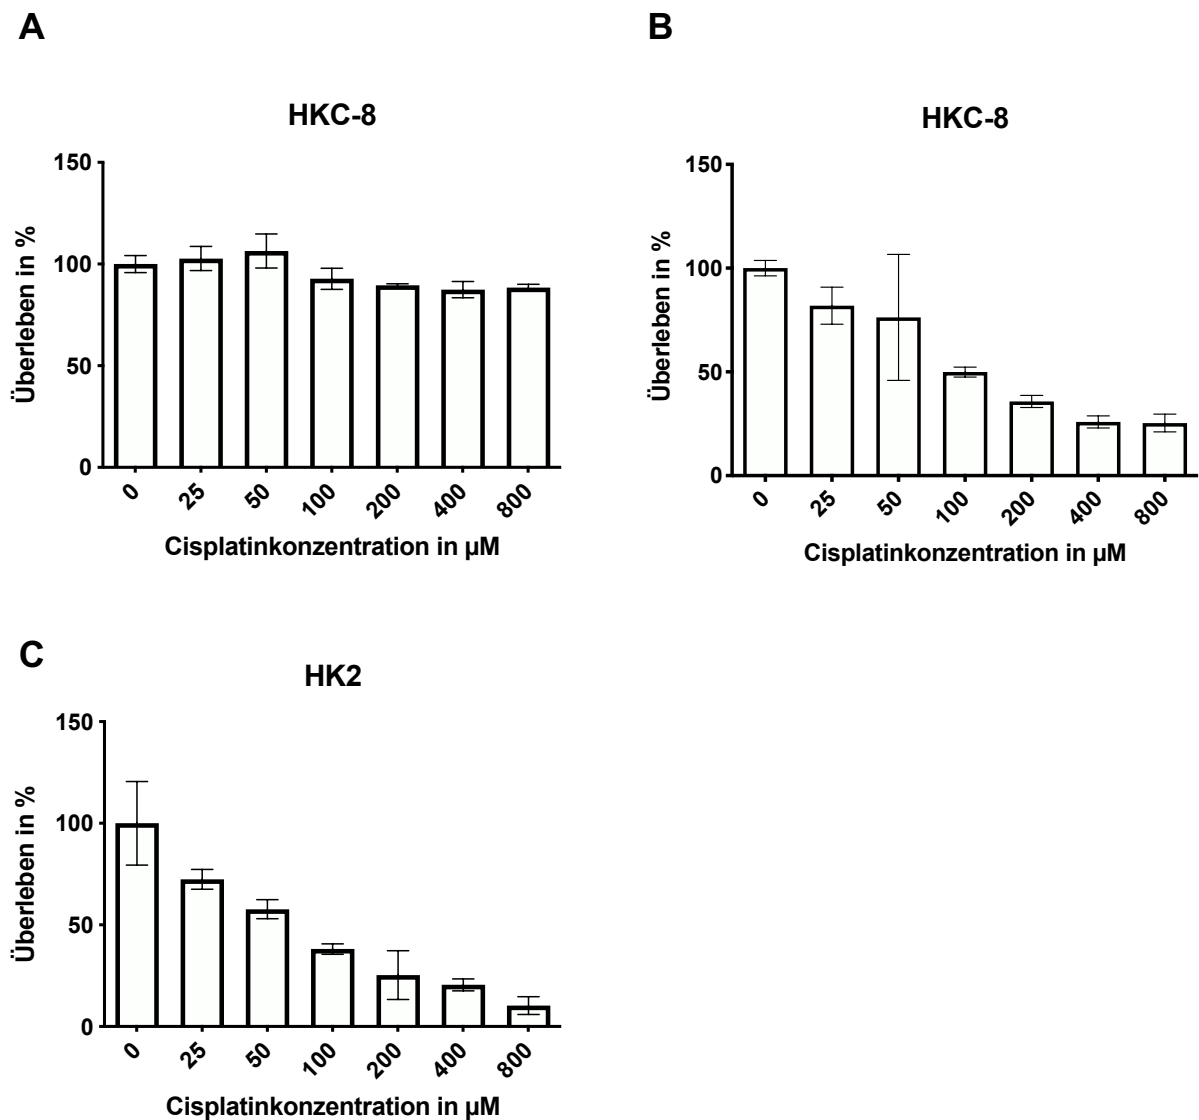 A
HKC-8
Überleben in %
150
100
50
0
0 25 50 100 200 400 800
Cisplatinkonzentration in µM
B
HKC-8
Überleben in %
150
100
50
0
0 25 50 100 200 400 800
Cisplatinkonzentration in µM
C
HK2
Überleben in %
150
100
50
0
0 25 50 100 200 400 800
Cisplatinkonzentration in µM